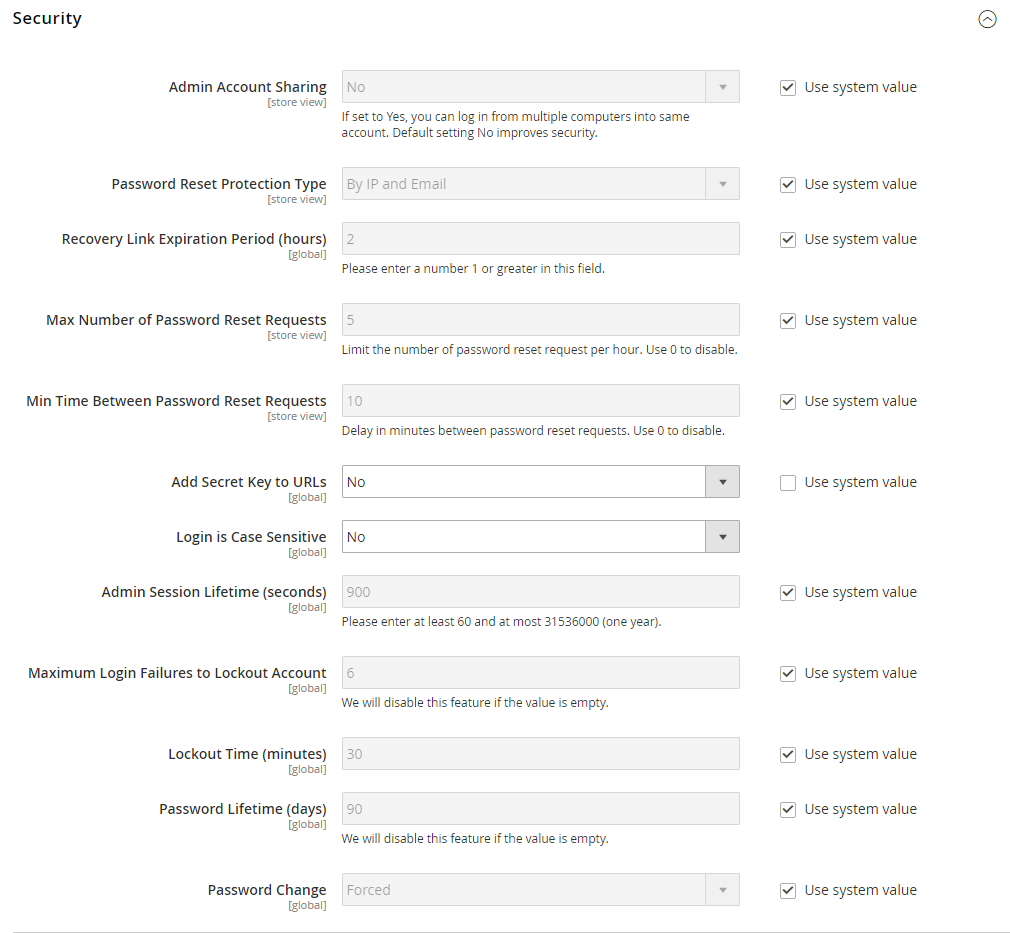 Security
Admin Account Sharing
[store view]
No
Use system value
If set to Yes, you can log in from multiple computers into same
account. Default setting No improves security.
Password Reset Protection Type
[store view]
By IP and Email
Use system value
Recovery Link Expiration Period (hours)
[global]
2
Use system value
Please enter a number 1 or greater in this field.
Max Number of Password Reset Requests
[store view]
5
Use system value
Limit the number of password reset request per hour. Use 0 to disable.
Min Time Between Password Reset Requests
[store view]
10
Use system value
Delay in minutes between password reset requests. Use 0 to disable.
Add Secret Key to URLs
[global]
No
Use system value
Login is Case Sensitive
[global]
No
Admin Session Lifetime (seconds)
[global]
900
Use system value
Please enter at least 60 and at most 31536000 (one year).
Maximum Login Failures to Lockout Account
[global]
6
Use system value
We will disable this feature if the value is empty.
Lockout Time (minutes)
[global]
30
Use system value
Password Lifetime (days)
[global]
90
Use system value
We will disable this feature if the value is empty.
Password Change
[global]
Forced
Use system value